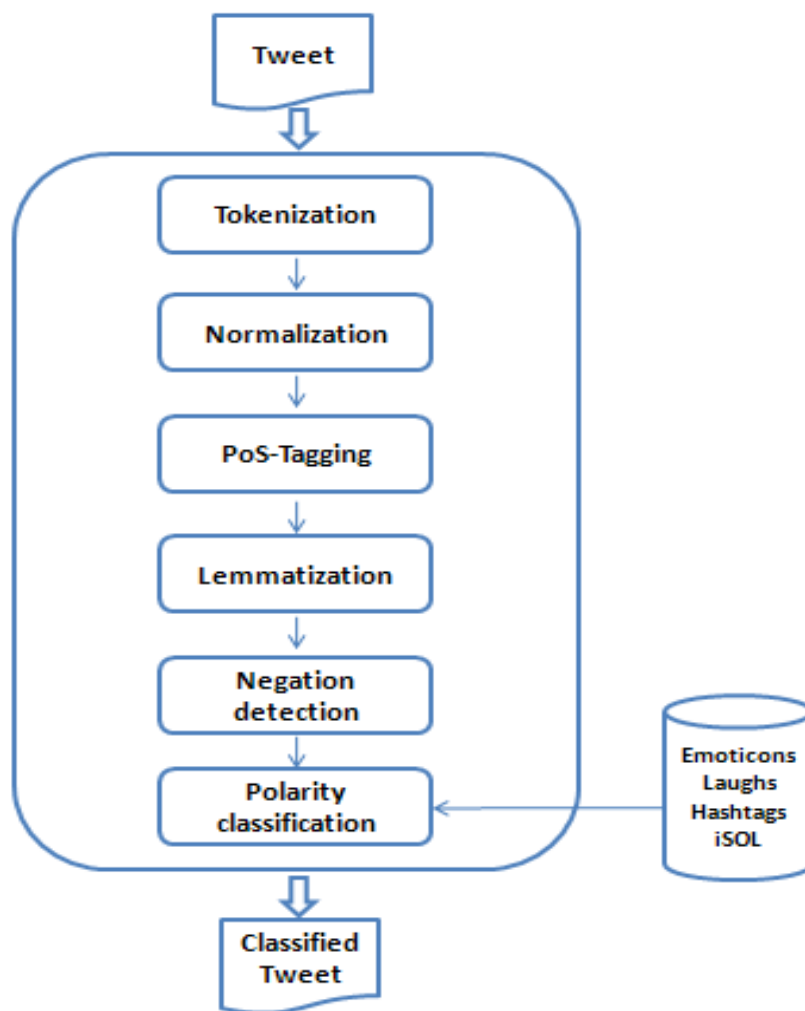 Tweet
Tokenization
Normalization
PoS-Tagging
Lemmatization
Negation
detection
Polarity
classification
Emoticons
Laughs
Hashtags
iSOL
Classified
Tweet